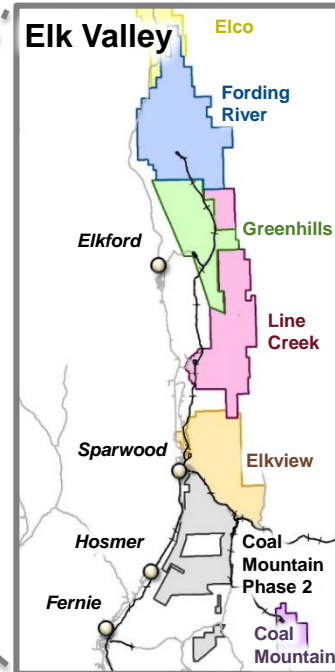 Elk Valley
Elco
Fording
River
Greenhills
Elkford
Line
Creek
Sparwood
Elkview
Hosmer
Coal
Mountain
Phase 2
Fernie
Coal
Mountain